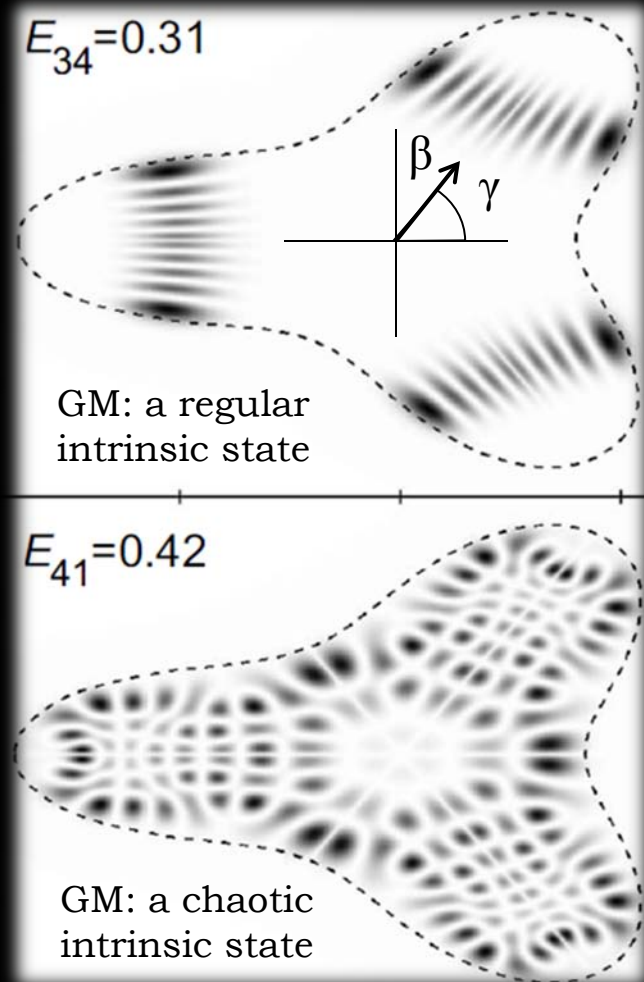 E₃₄=0.31
β
γ
GM: a regular
intrinsic state
E₄₁=0.42
GM: a chaotic
intrinsic state